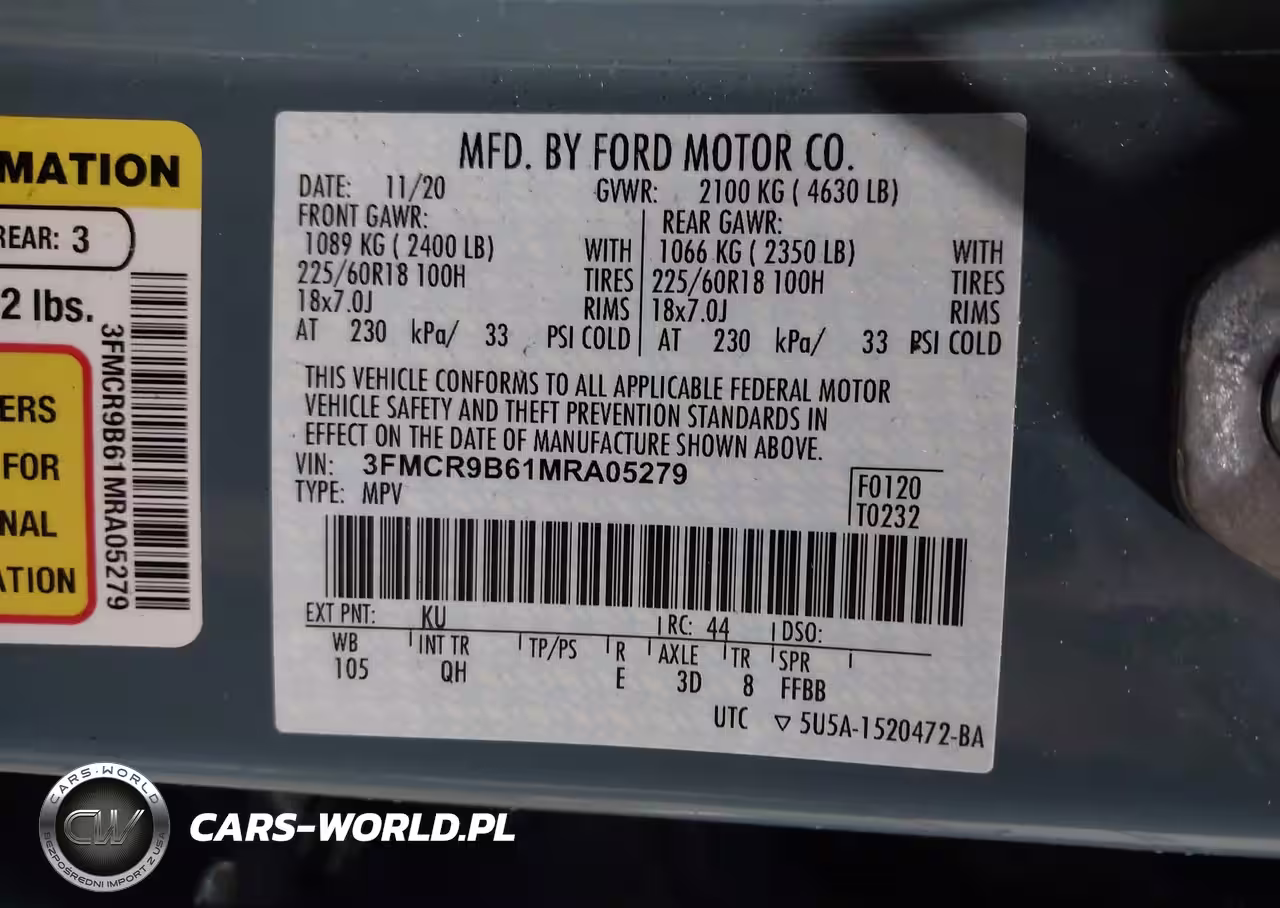 MATION
REAR: 3
2 lbs.
ERS
FOR
NAL
ATION
3FMCR9B61MRA05279
MFD. BY FORD MOTOR CO.
DATE: 11/20 GVWR: 2100 KG ( 4630 LB)
FRONT GAWR: REAR GAWR:
1089 KG ( 2400 LB) WITH 1066 KG ( 2350 LB) WITH
225/60R18 100H TIRES 225/60R18 100H TIRES
18x7.0J RIMS 18x7.0J RIMS
AT 230 kPa/ 33 PSI COLD AT 230 kPa/ 33 PSI COLD
THIS VEHICLE CONFORMS TO ALL APPLICABLE FEDERAL MOTOR
VEHICLE SAFETY AND THEFT PREVENTION STANDARDS IN
EFFECT ON THE DATE OF MANUFACTURE SHOWN ABOVE.
VIN: 3FMCR9B61MRA05279
TYPE: MPV
F0120
T0232
EXT PNT: KU RC: 44 DSO:
WB INT TR TP/PS R AXLE TR SPR
105 QH E 3D 8 FFBB
UTC ▽ 5U5A-1520472-BA
CARS-WORLD
CW
BEZPOŚREDNI IMPORT Z USA
CARS-WORLD.PL